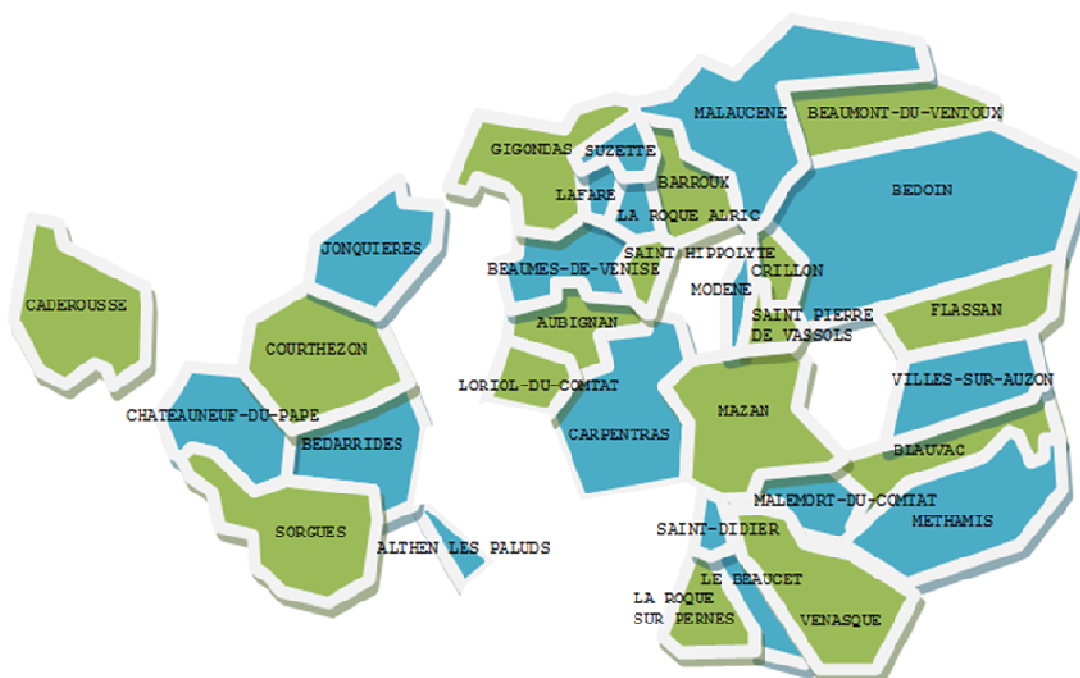 MALAUCENE
BEAUMONT-DU-VENTOUX
GIGONDAS
SUZETTE
BARROUX
BEDOIN
LAFARE
LA ROQUE ALRIC
JONQUIERES
SAINT HIPPOLYTE
BEAUMES-DE-VENISE
CRILLON
MODENE
CADEROUSSE
FLASSAN
SAINT PIERRE
DE VASSOLS
AUBIGNAN
COURTHEZON
VILLES-SUR-AUZON
LORIOL-DU-COMTAT
MAZAN
CHATEAUNEUF-DU-PAPE
CARPENTRAS
BEDARRIDES
BLAUVAC
MALEMORT-DU-COMTAT
METHAMIS
SAINT-DIDIER
SORGUES
ALTHEN LES PALUDS
LE BEAUCET
LA ROQUE
SUR PERNES
VENASQUE